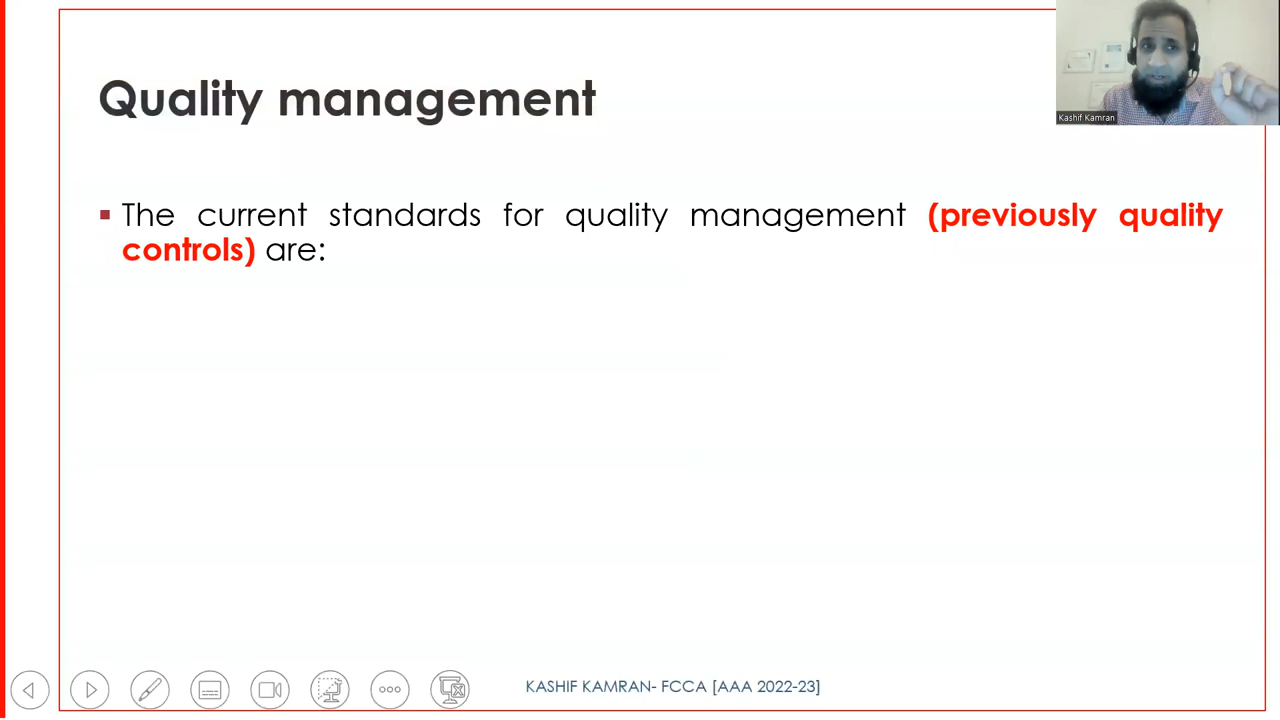 Quality management
Kashif Kamran
The current standards for quality management (previously quality
controls) are:
KASHIF KAMRAN- FCCA [AAA 2022-23]